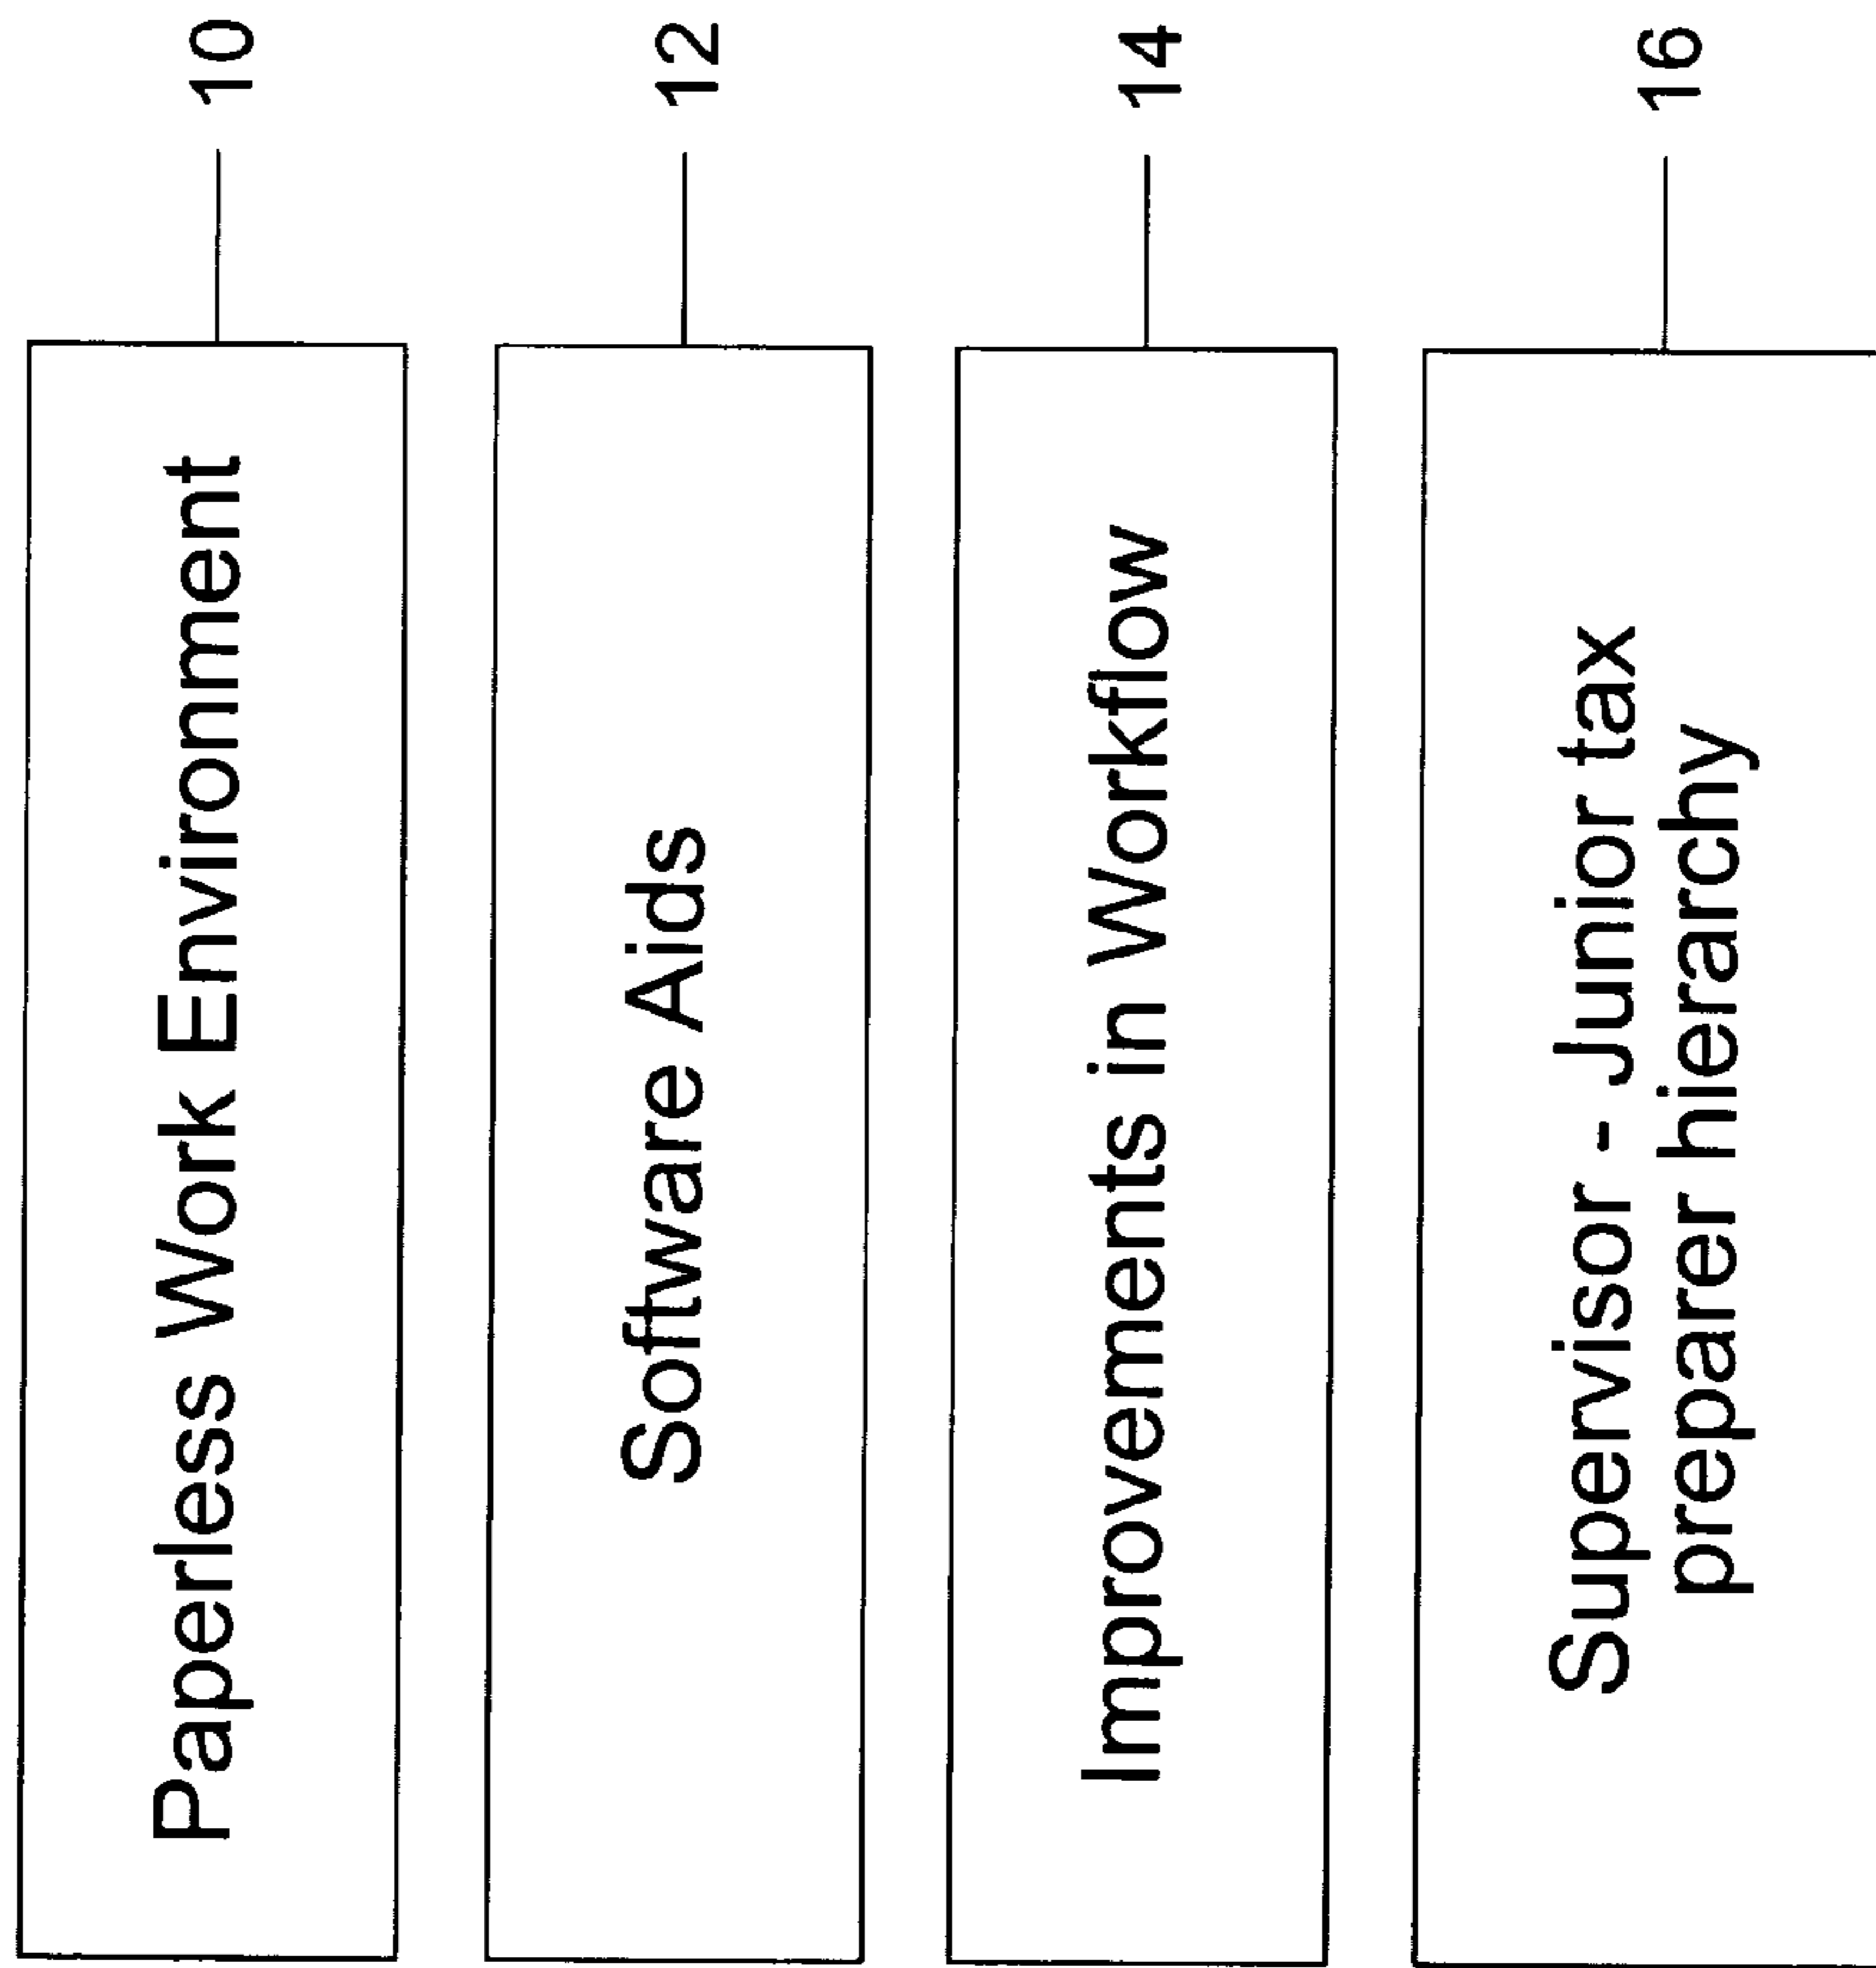 Paperless Work Environment
10
Software Aids
12
Improvements in Workflow
14
Supervisor - Junior tax
preparer hierarchy
16